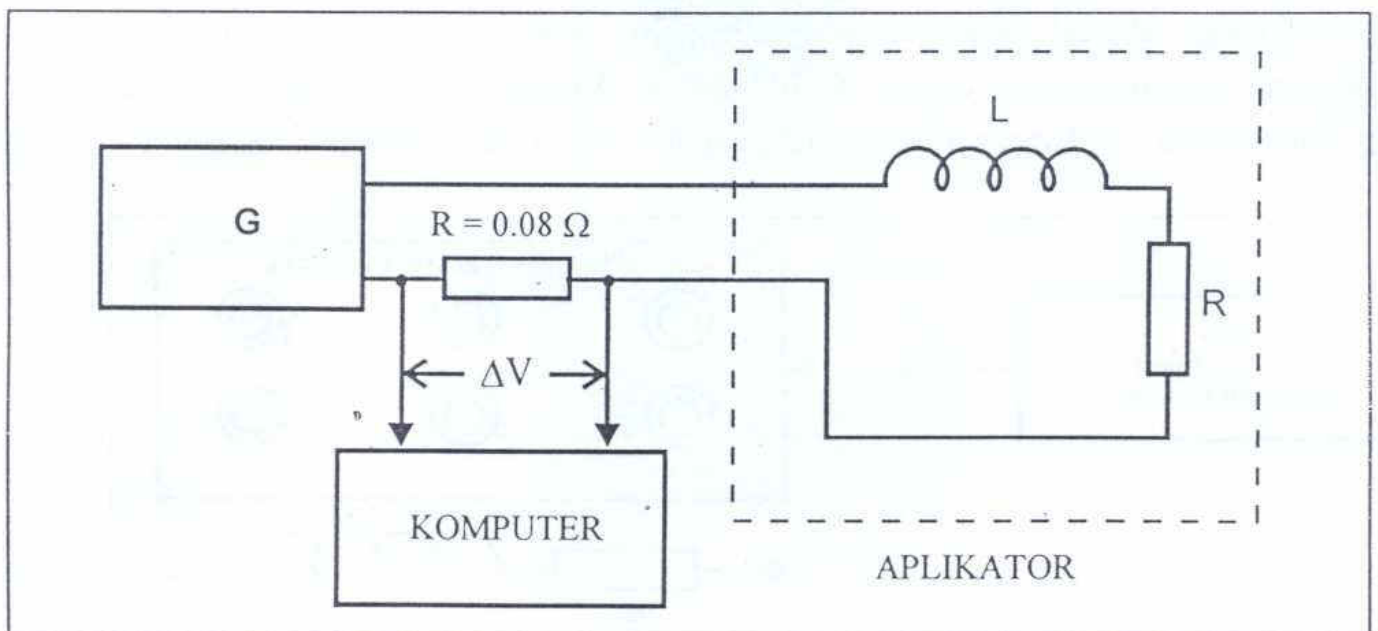 L
G
R = 0.08 Ω
R
ΔV
KOMPUTER
APLIKATOR